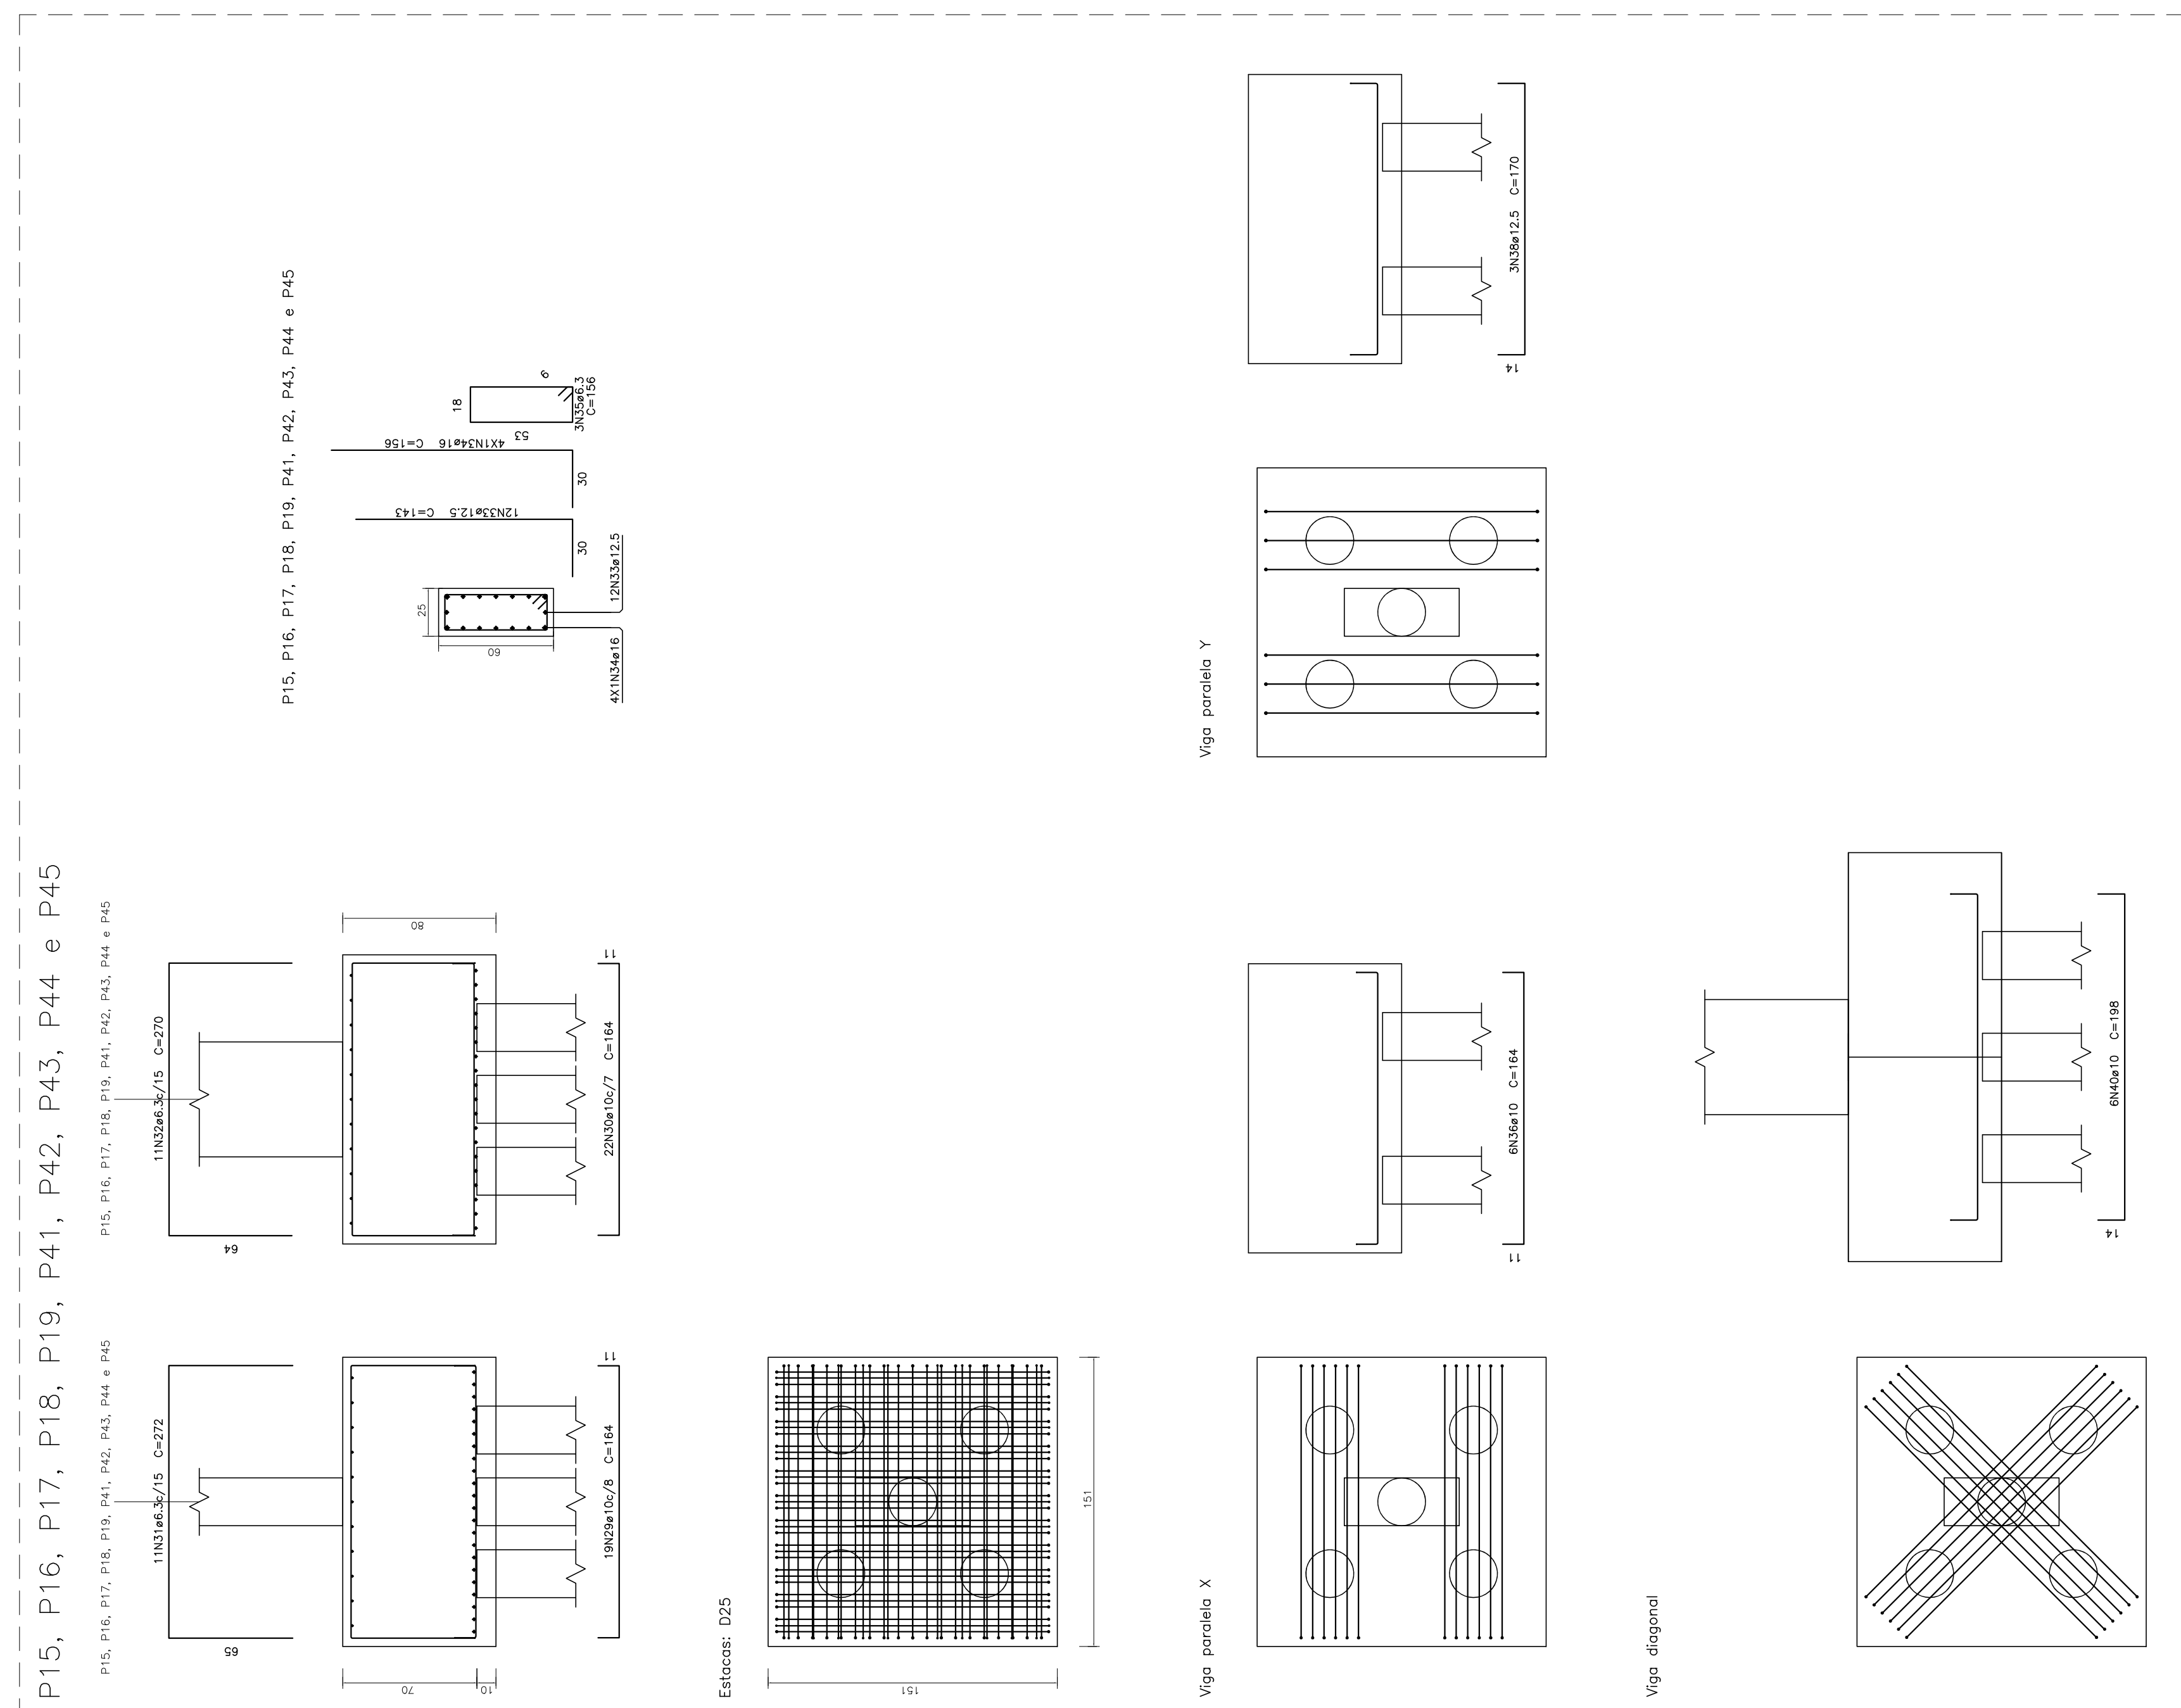 P15, P16, P17, P18, P19, P41, P42, P43, P44 e P45
P15, P16, P17, P18, P19, P41, P42, P43, P44 e P45
11N31ø6.3c/15 C=272
65
70
10
11
19N29ø10c/8 C=164
P15, P16, P17, P18, P19, P41, P42, P43, P44 e P45
11N32ø6.3c/15 C=270
64
80
11
22N30ø10c/7 C=164
P15, P16, P17, P18, P19, P41, P42, P43, P44 e P45
25
60
4X1N34ø16
12N33ø12.5
12N33ø12.5 C=143
30
4X1N34ø16 C=156
30
18
53
6
3N35ø6.3
C=156
Estacas: D25
151
151
Viga paralela X
6N36ø10 C=164
11
Viga paralela Y
3N38ø12.5 C=170
14
Viga diagonal
6N40ø10 C=198
14